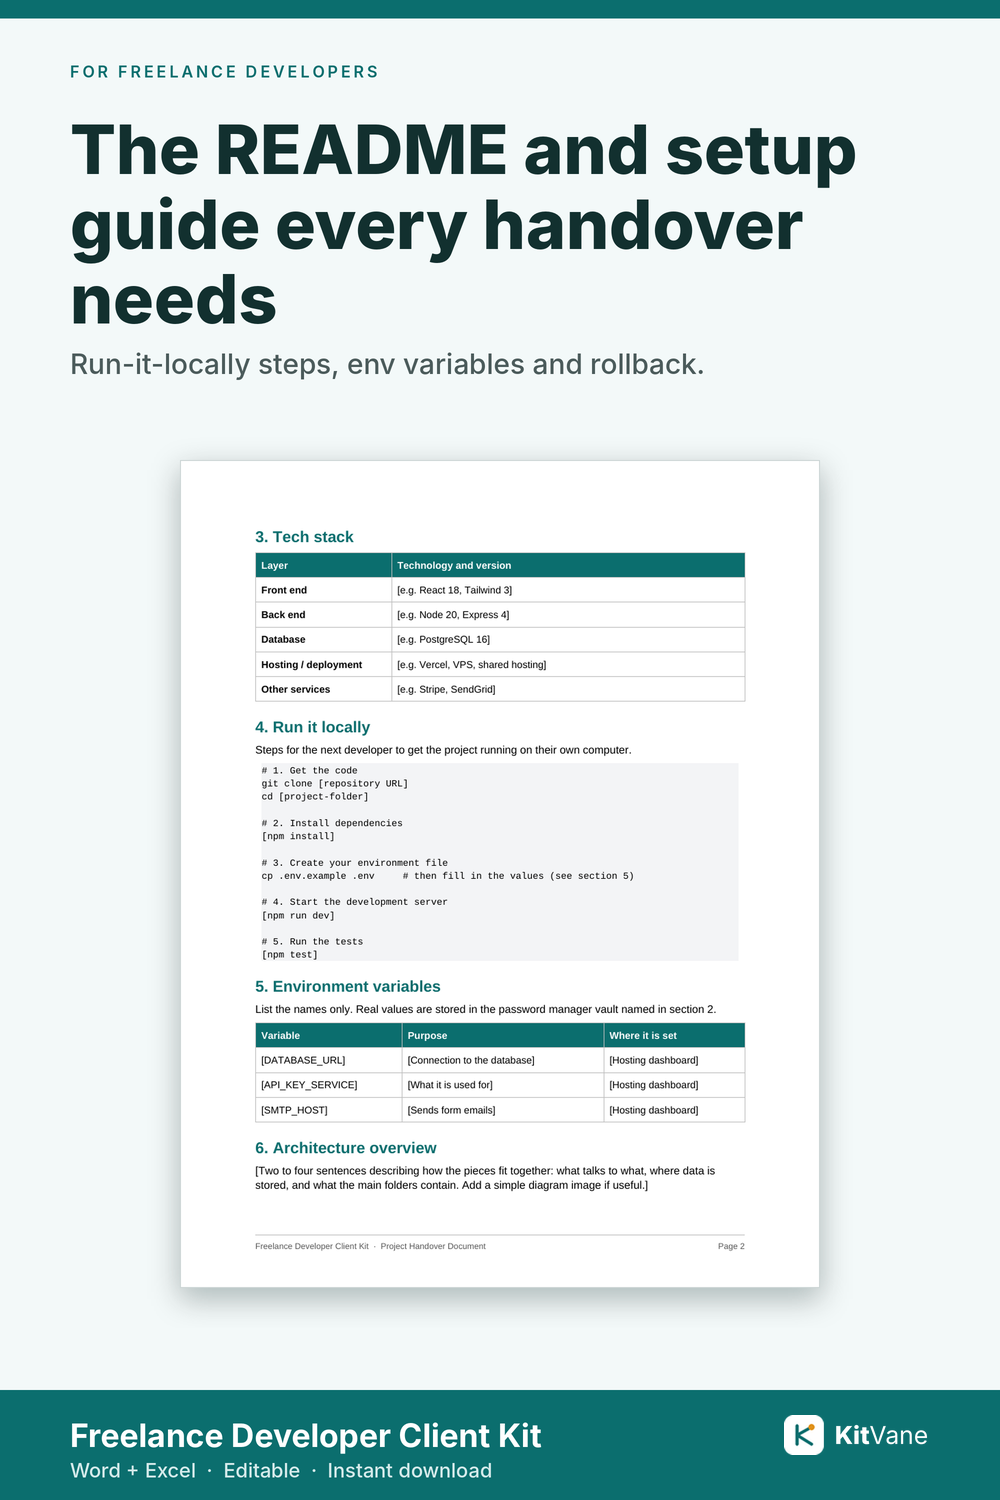 FOR FREELANCE DEVELOPERS
The README and setup
guide every handover
needs
Run-it-locally steps, env variables and rollback.
3. Tech stack
Layer Technology and version
Front end [e.g. React 18, Tailwind 3]
Back end [e.g. Node 20, Express 4]
Database [e.g. PostgreSQL 16]
Hosting / deployment [e.g. Vercel, VPS, shared hosting]
Other services [e.g. Stripe, SendGrid]
4. Run it locally
Steps for the next developer to get the project running on their own computer.
# 1. Get the code
git clone [repository URL]
cd [project-folder]
# 2. Install dependencies
[npm install]
# 3. Create your environment file
cp .env.example .env # then fill in the values (see section 5)
# 4. Start the development server
[npm run dev]
# 5. Run the tests
[npm test]
5. Environment variables
List the names only. Real values are stored in the password manager vault named in section 2.
Variable Purpose Where it is set
[DATABASE_URL] [Connection to the database] [Hosting dashboard]
[API_KEY_SERVICE] [What it is used for] [Hosting dashboard]
[SMTP_HOST] [Sends form emails] [Hosting dashboard]
6. Architecture overview
[Two to four sentences describing how the pieces fit together: what talks to what, where data is
stored, and what the main folders contain. Add a simple diagram image if useful.]
Freelance Developer Client Kit · Project Handover Document Page 2
Freelance Developer Client Kit
Word + Excel · Editable · Instant download
KitVane